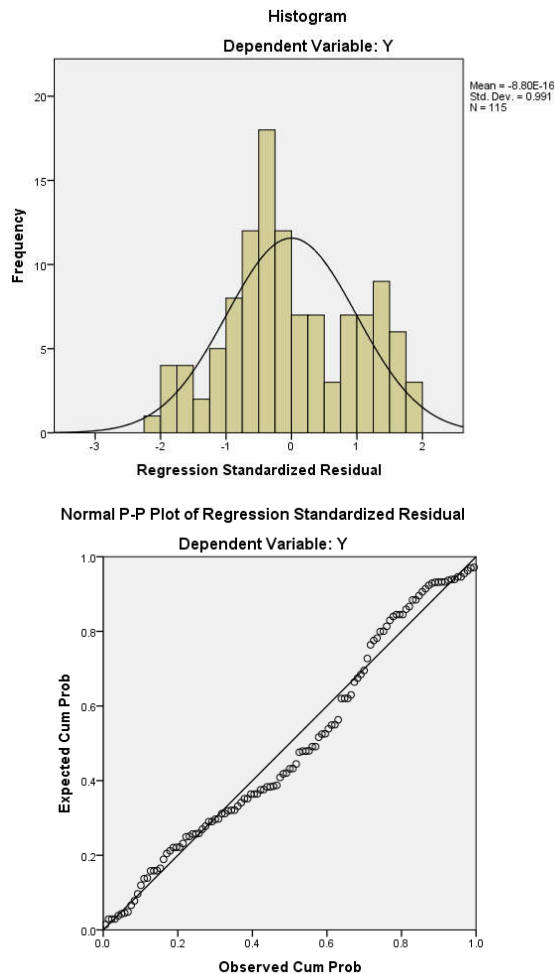 Histogram
Dependent Variable: Y
Mean = -8.80E-16
Std. Dev. = 0.991
N = 115
20
15
10
5
0
Frequency
-3 -2 -1 0 1 2
Regression Standardized Residual
Normal P-P Plot of Regression Standardized Residual
Dependent Variable: Y
1.0
0.8
0.6
0.4
0.2
0.0
Expected Cum Prob
0.0 0.2 0.4 0.6 0.8 1.0
Observed Cum Prob